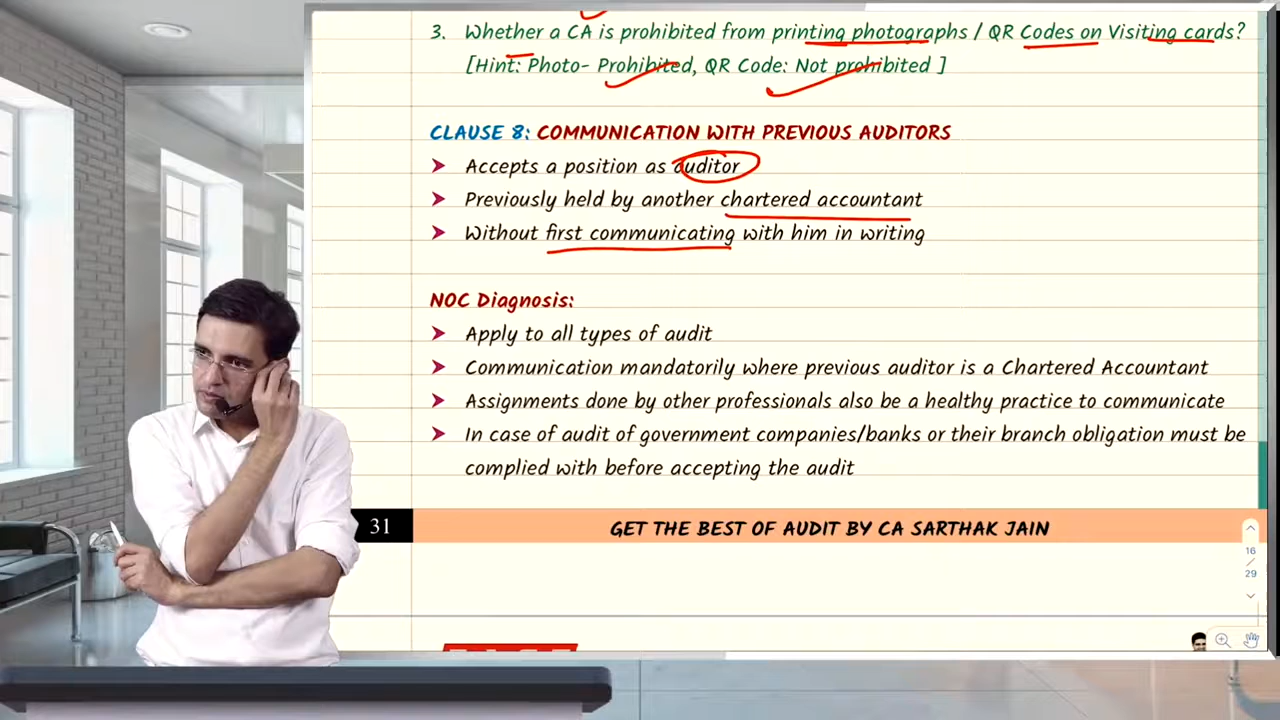 3. Whether a CA is prohibited from printing photographs / QR Codes on Visiting cards?
[Hint: Photo- Prohibited, QR Code: Not prohibited ]
CLAUSE 8: COMMUNICATION WITH PREVIOUS AUDITORS
➤ Accepts a position as auditor
➤ Previously held by another chartered accountant
➤ Without first communicating with him in writing
NOC Diagnosis:
➤ Apply to all types of audit
➤ Communication mandatorily where previous auditor is a Chartered Accountant
➤ Assignments done by other professionals also be a healthy practice to communicate
➤ In case of audit of government companies/banks or their branch obligation must be
complied with before accepting the audit
31 GET THE BEST OF AUDIT BY CA SARTHAK JAIN
16
/
29